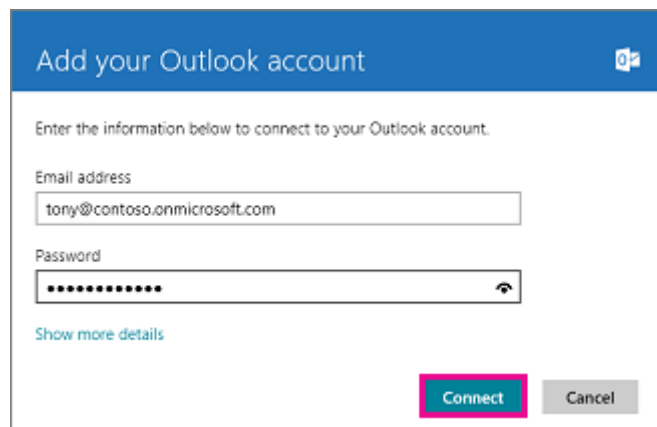 Add your Outlook account
Enter the information below to connect to your Outlook account.
Email address
tony@contoso.onmicrosoft.com
Password
••••••••••••
Show more details
Connect
Cancel